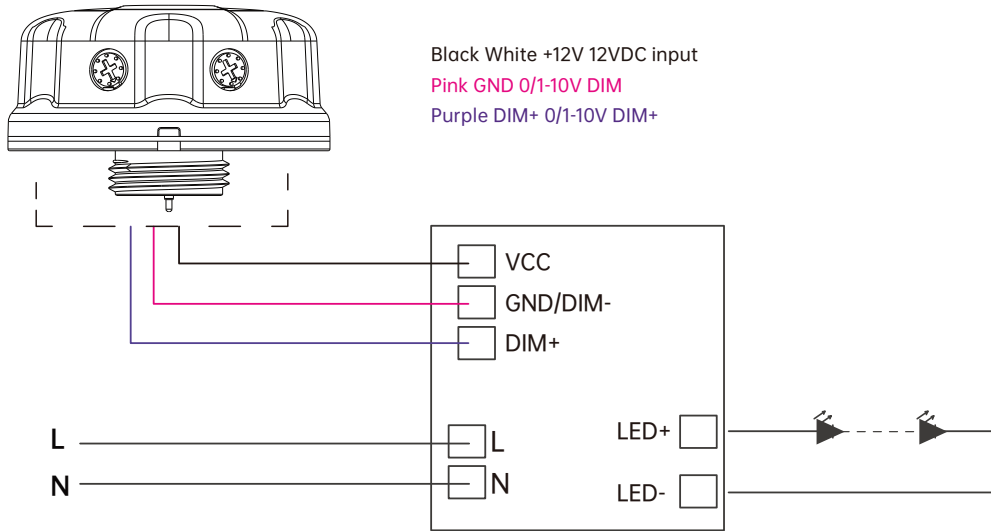 Black White +12V 12VDC input
Pink GND 0/1-10V DIM
Purple DIM+ 0/1-10V DIM+
VCC
GND/DIM-
DIM+
L
L
N
N
LED+
LED-